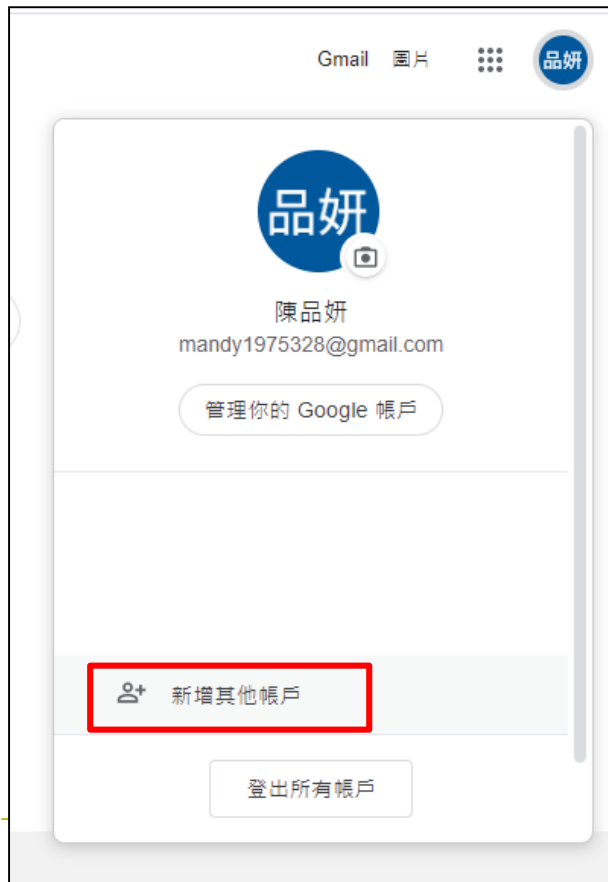 Gmail 圖片 品妍
品妍
陳品妍
mandy1975328@gmail.com
管理你的 Google 帳戶
新增其他帳戶
登出所有帳戶